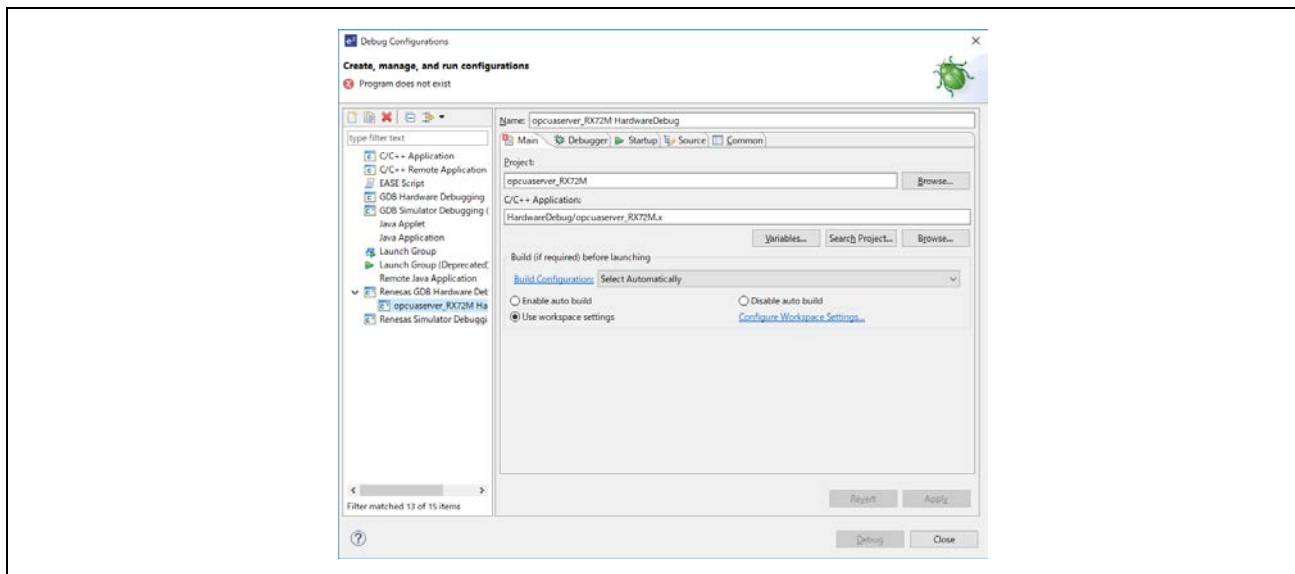 e² Debug Configurations
Create, manage, and run configurations
Program does not exist
Name: opcuaserver_RX72M HardwareDebug
type filter text
Main Debugger Startup Source Common
C/C++ Application
C/C++ Remote Application
EASE Script
GDB Hardware Debugging
GDB Simulator Debugging (
Java Applet
Java Application
Launch Group
Launch Group (Deprecated)
Remote Java Application
Renesas GDB Hardware Det
opcuaserver_RX72M Ha
Renesas Simulator Debuggi
Project:
opcuaserver_RX72M
Browse...
C/C++ Application:
HardwareDebug/opcuaserver_RX72M.x
Variables... Search Project... Browse...
Build (if required) before launching
Build Configuration: Select Automatically
Enable auto build Disable auto build
Use workspace settings Configure Workspace Settings...
Filter matched 13 of 15 items
Revert Apply
Debug Close